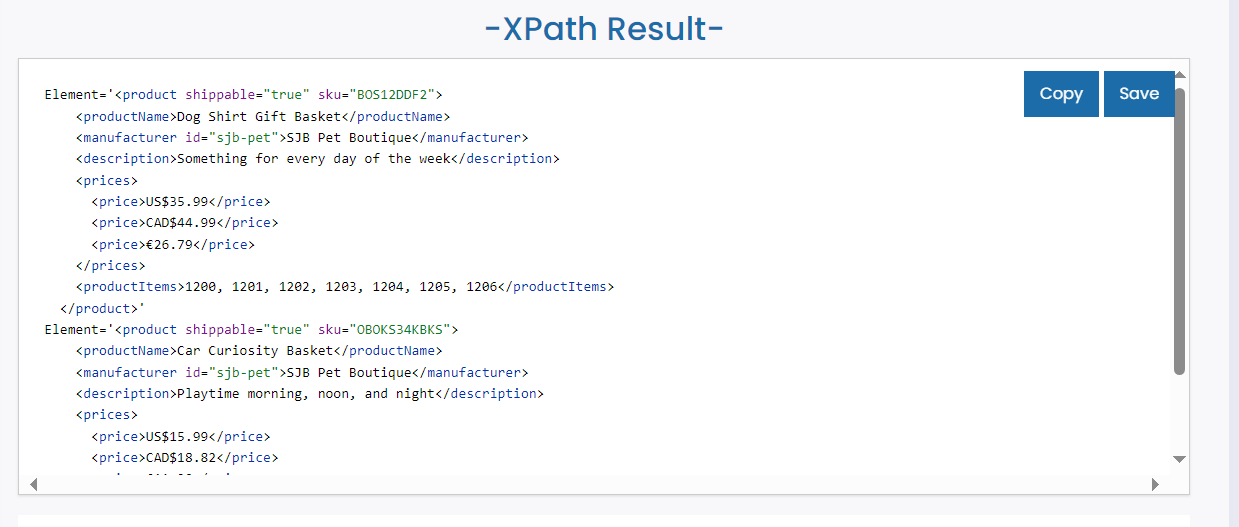 -XPath Result-
Copy
Save
Element='<product shippable="true" sku="BOS12DDF2">
<productName>Dog Shirt Gift Basket</productName>
<manufacturer id="sjb-pet">SJB Pet Boutique</manufacturer>
<description>Something for every day of the week</description>
<prices>
<price>US$35.99</price>
<price>CAD$44.99</price>
<price>€26.79</price>
</prices>
<productItems>1200, 1201, 1202, 1203, 1204, 1205, 1206</productItems>
</product>'
Element='<product shippable="true" sku="OBOKS34KBKS">
<productName>Car Curiosity Basket</productName>
<manufacturer id="sjb-pet">SJB Pet Boutique</manufacturer>
<description>Playtime morning, noon, and night</description>
<prices>
<price>US$15.99</price>
<price>CAD$18.82</price>